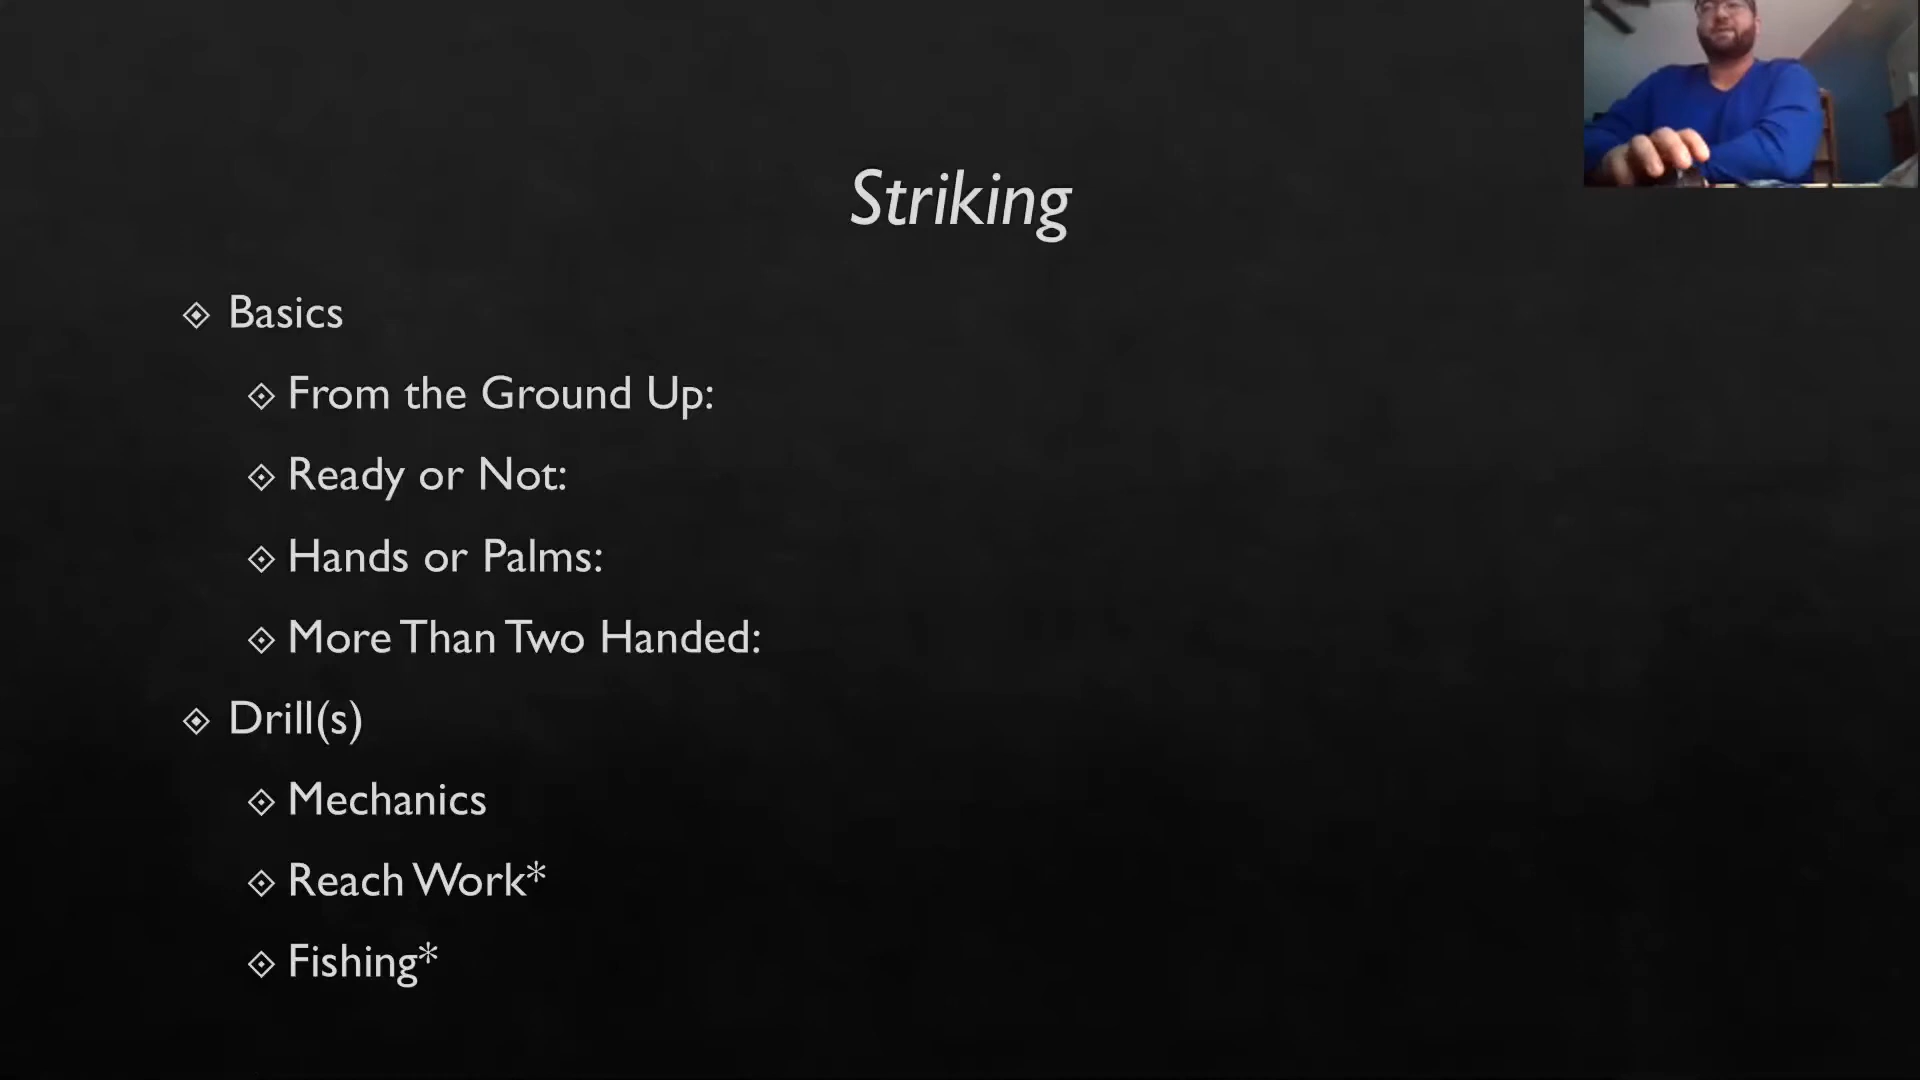 Striking
Basics
From the Ground Up:
Ready or Not:
Hands or Palms:
More Than Two Handed:
Drill(s)
Mechanics
Reach Work*
Fishing*